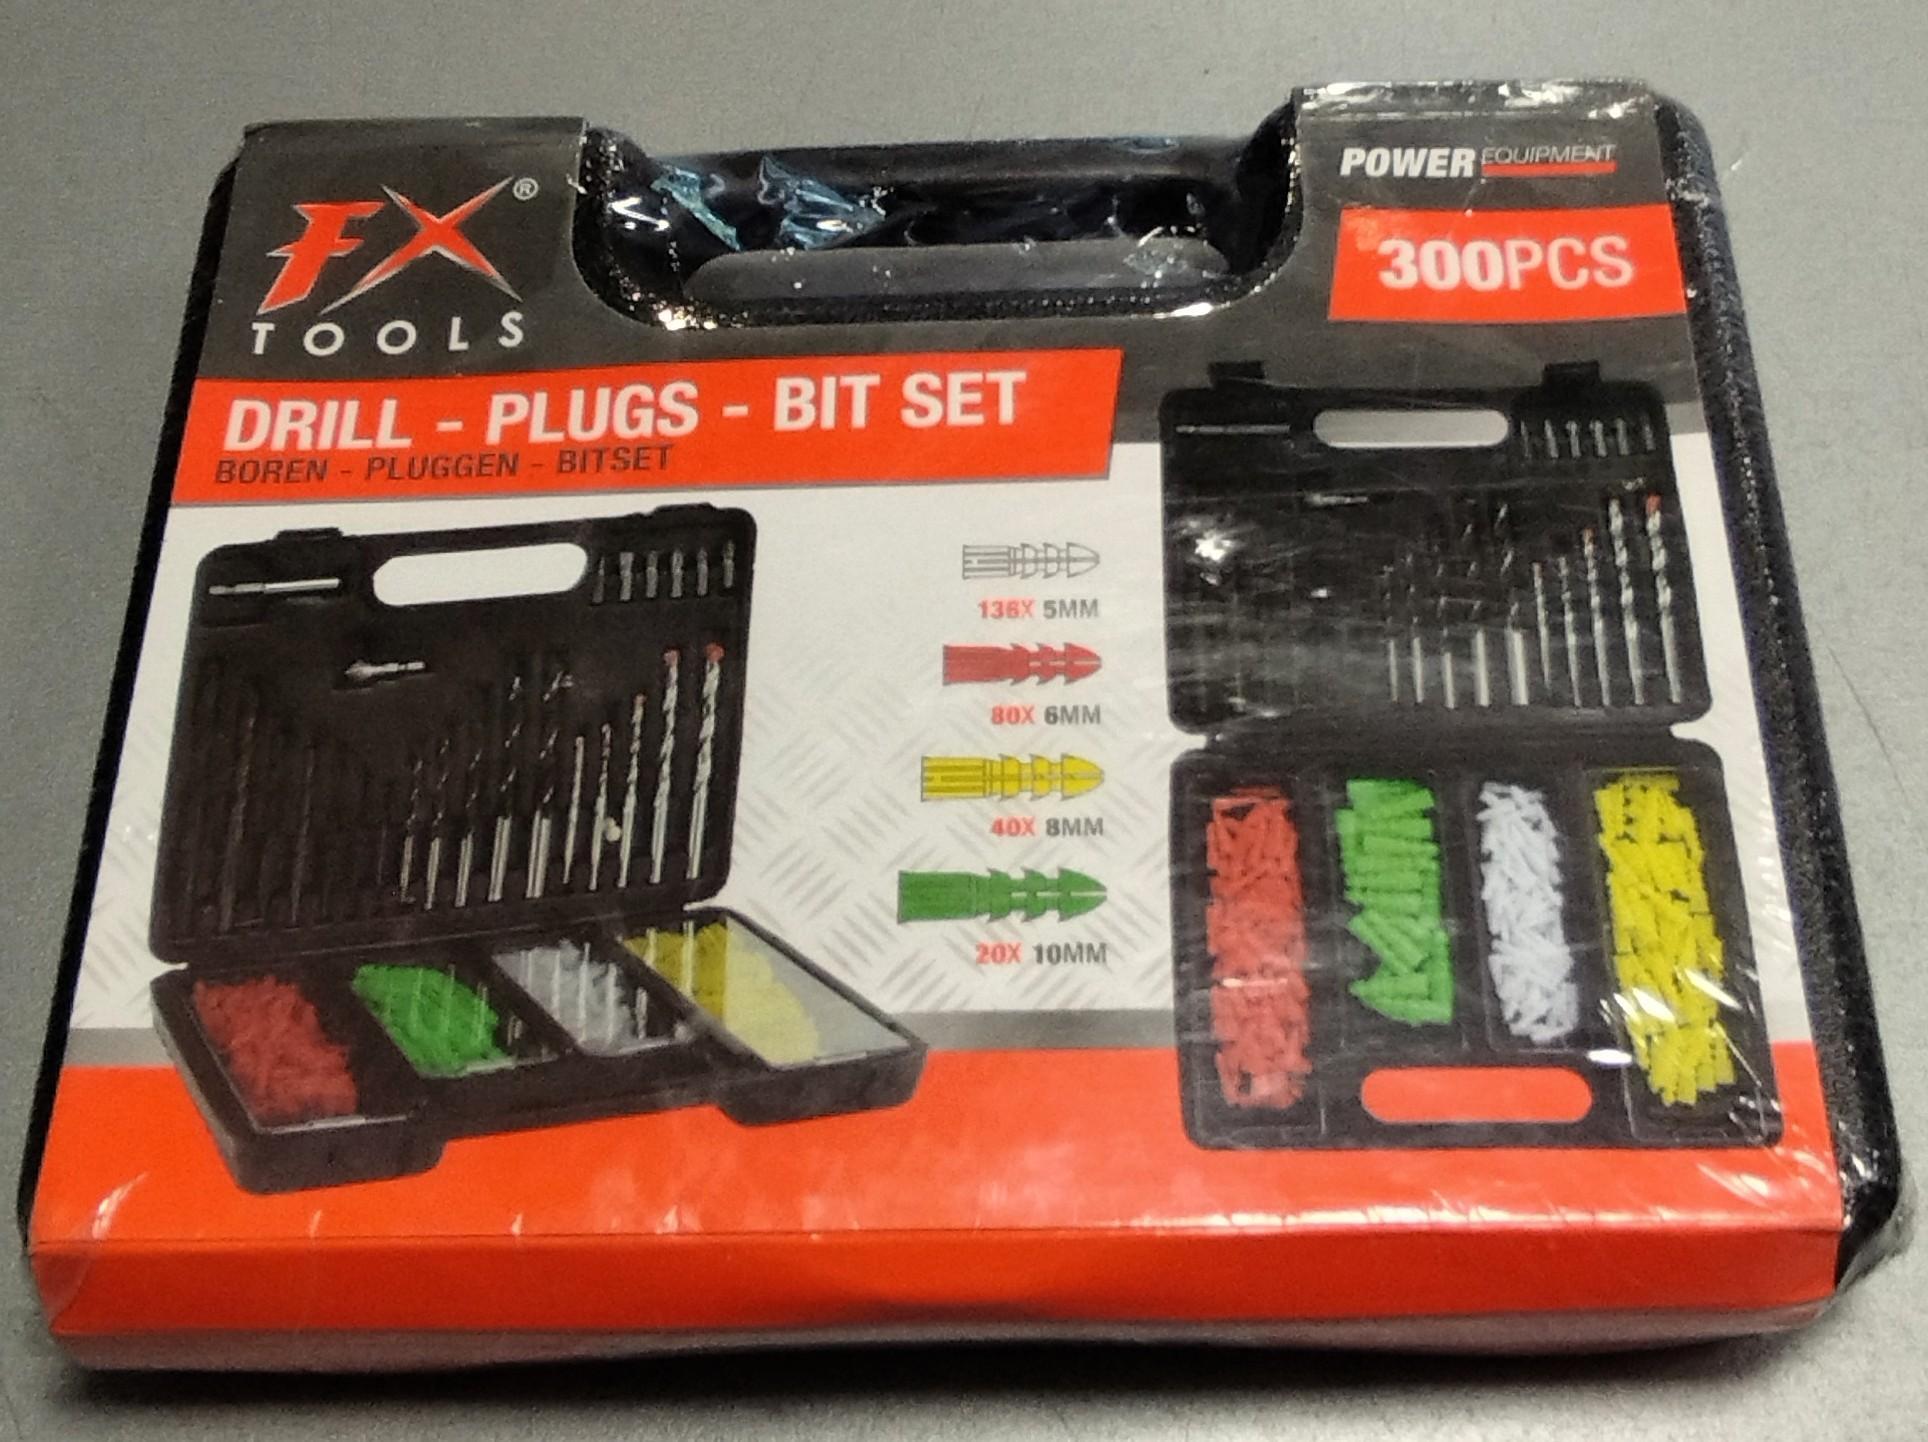 FX®
TOOLS
POWER EQUIPMENT
300PCS
DRILL - PLUGS - BIT SET
BOREN - PLUGGEN - BITSET
136X 5MM
80X 6MM
40X 8MM
20X 10MM